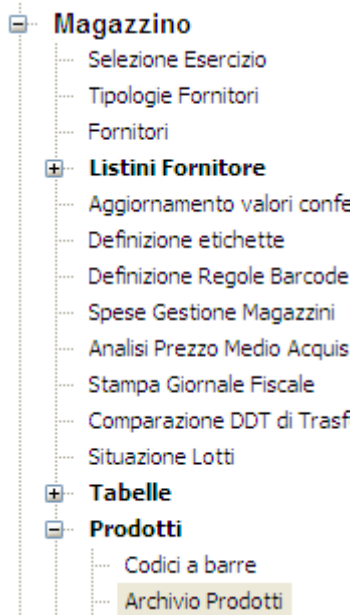 Magazzino
Selezione Esercizio
Tipologie Fornitori
Fornitori
Listini Fornitore
Aggiornamento valori confe
Definizione etichette
Definizione Regole Barcode
Spese Gestione Magazzini
Analisi Prezzo Medio Acquis
Stampa Giornale Fiscale
Comparazione DDT di Trasf
Situazione Lotti
Tabelle
Prodotti
Codici a barre
Archivio Prodotti